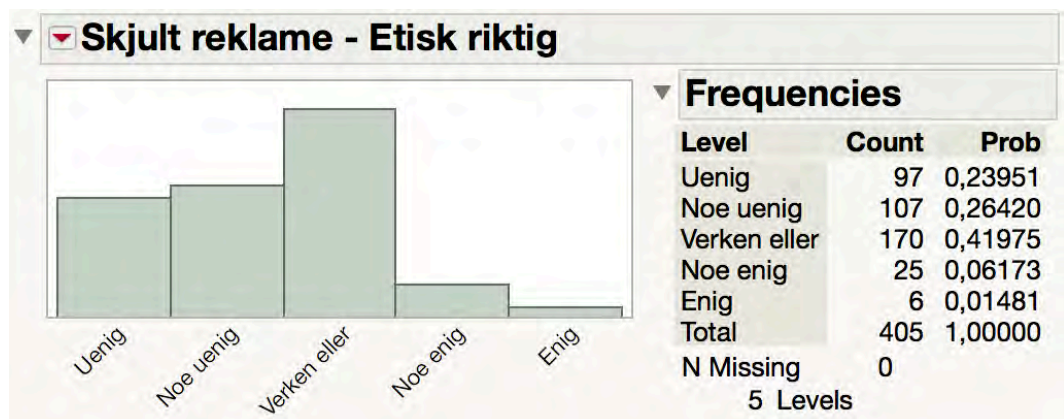 Skjult reklame - Etisk riktig
Uenig
Noe uenig
Verken eller
Noe enig
Enig
Frequencies
Level Count Prob
Uenig 97 0,23951
Noe uenig 107 0,26420
Verken eller 170 0,41975
Noe enig 25 0,06173
Enig 6 0,01481
Total 405 1,00000
N Missing 0
5 Levels